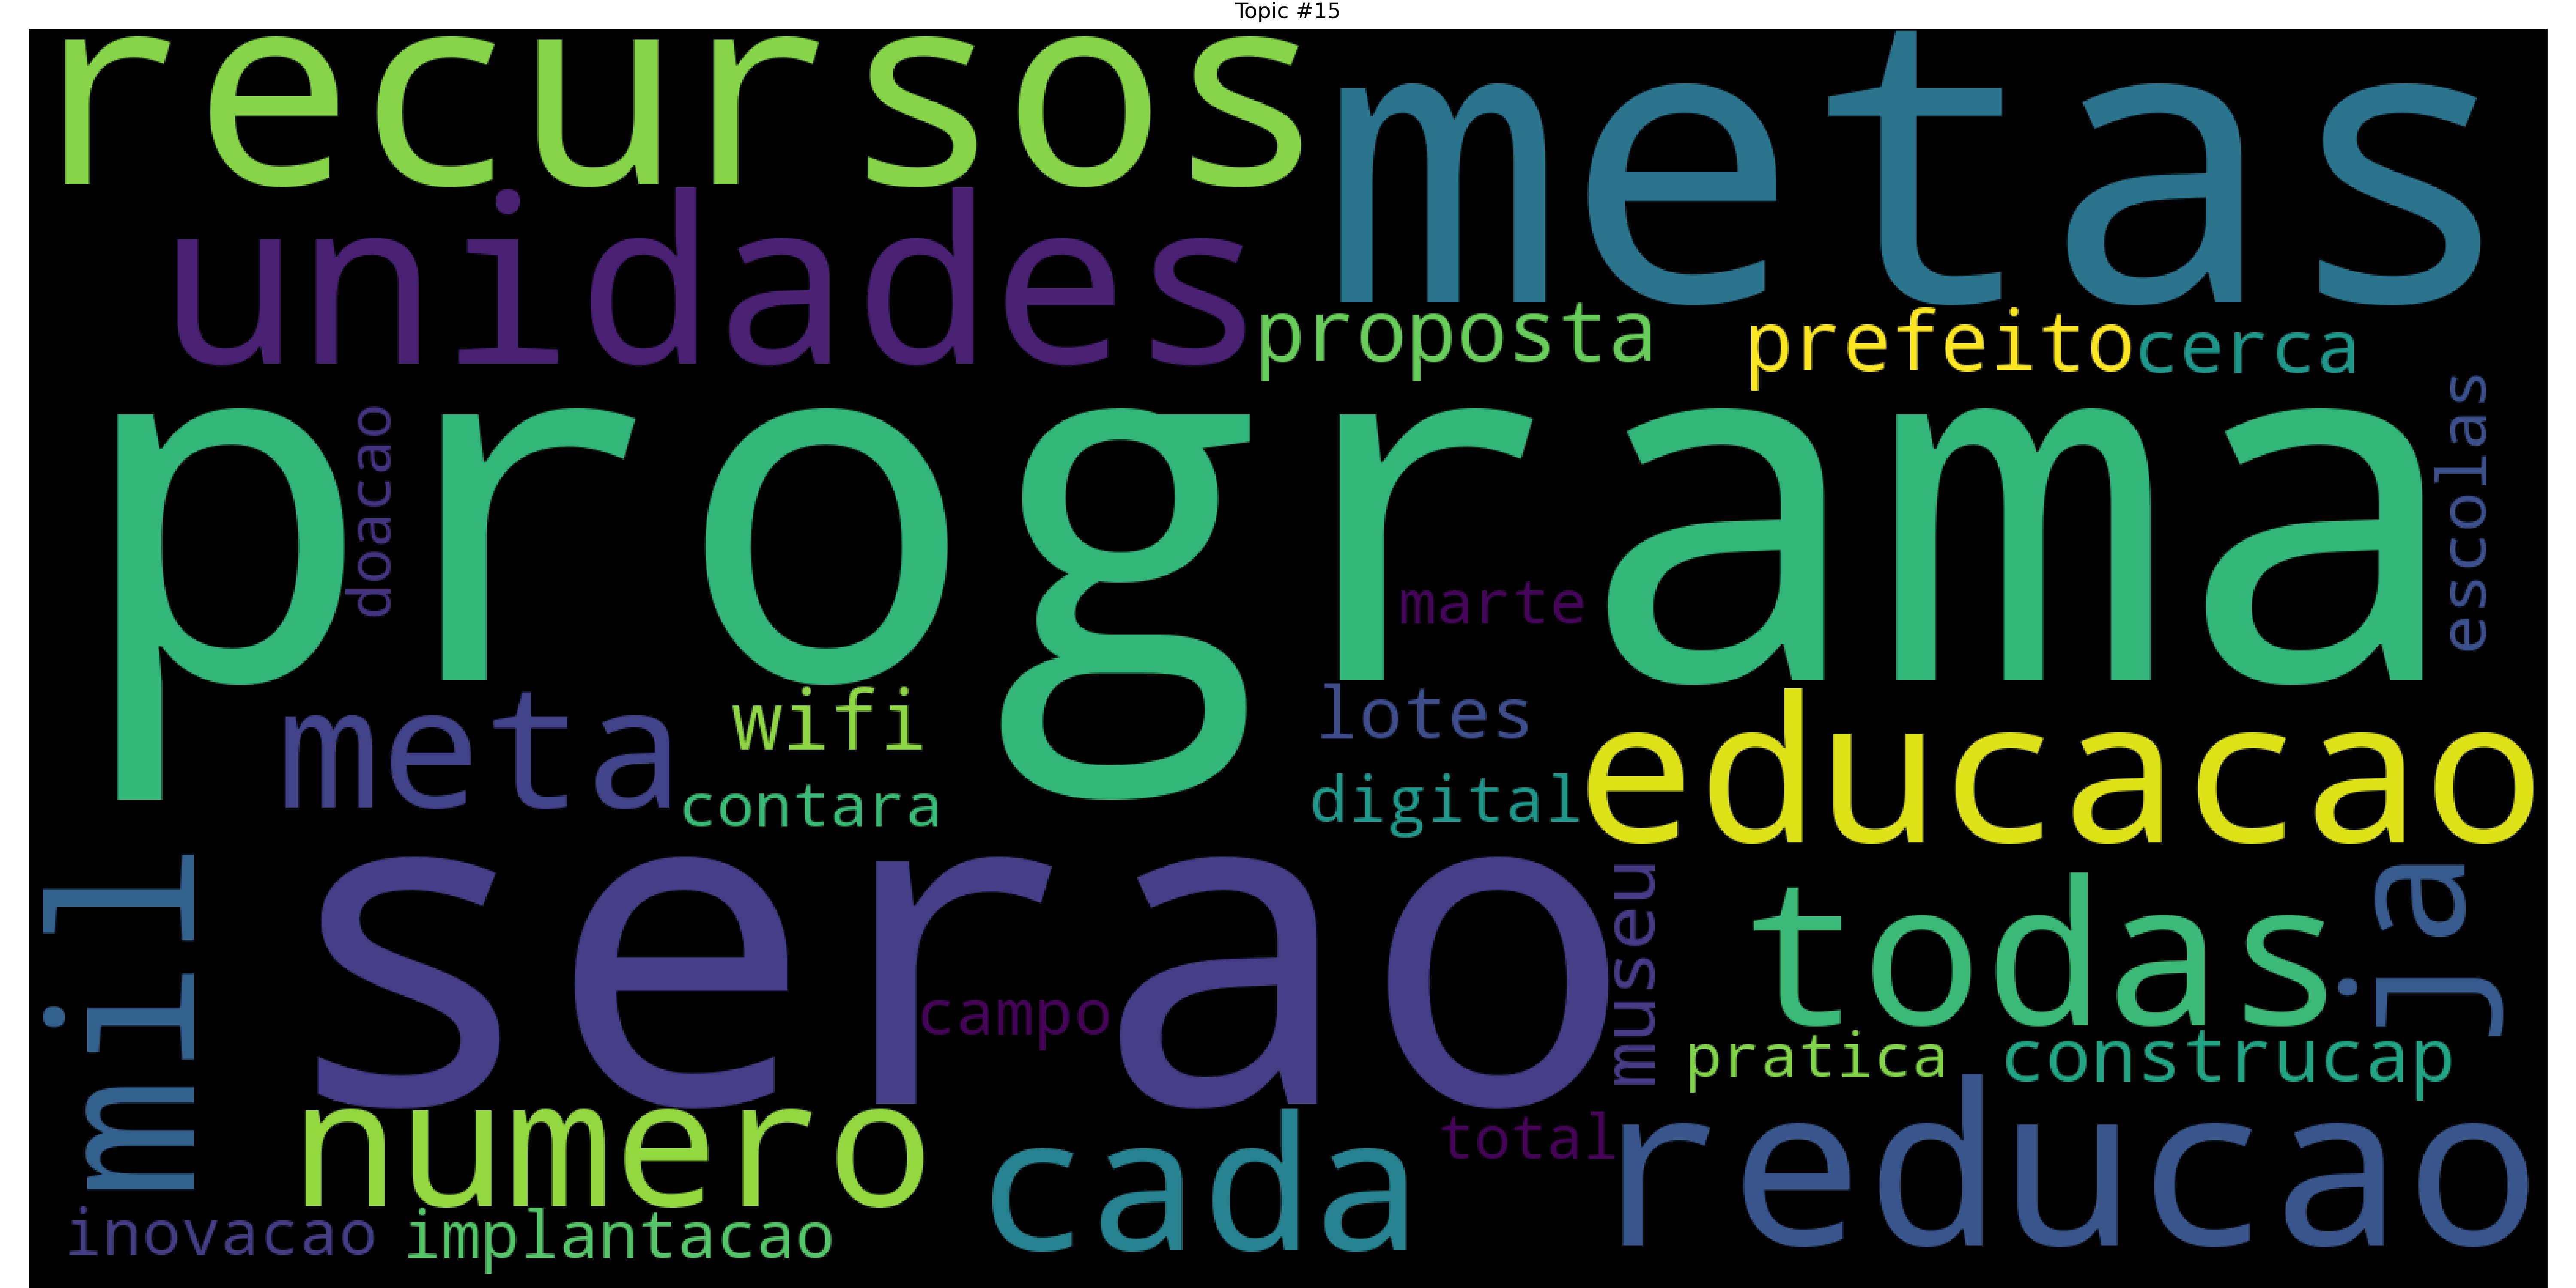 Topic #15
recursos
metas
unidades
proposta
prefeito
cerca
programa
doacao
escolas
marte
meta
wifi
lotes
contara
digital
educacao
mil
serao
museu
todas
ja
campo
pratica
construcap
numero
cada
total
reducao
inovacao
implantacao